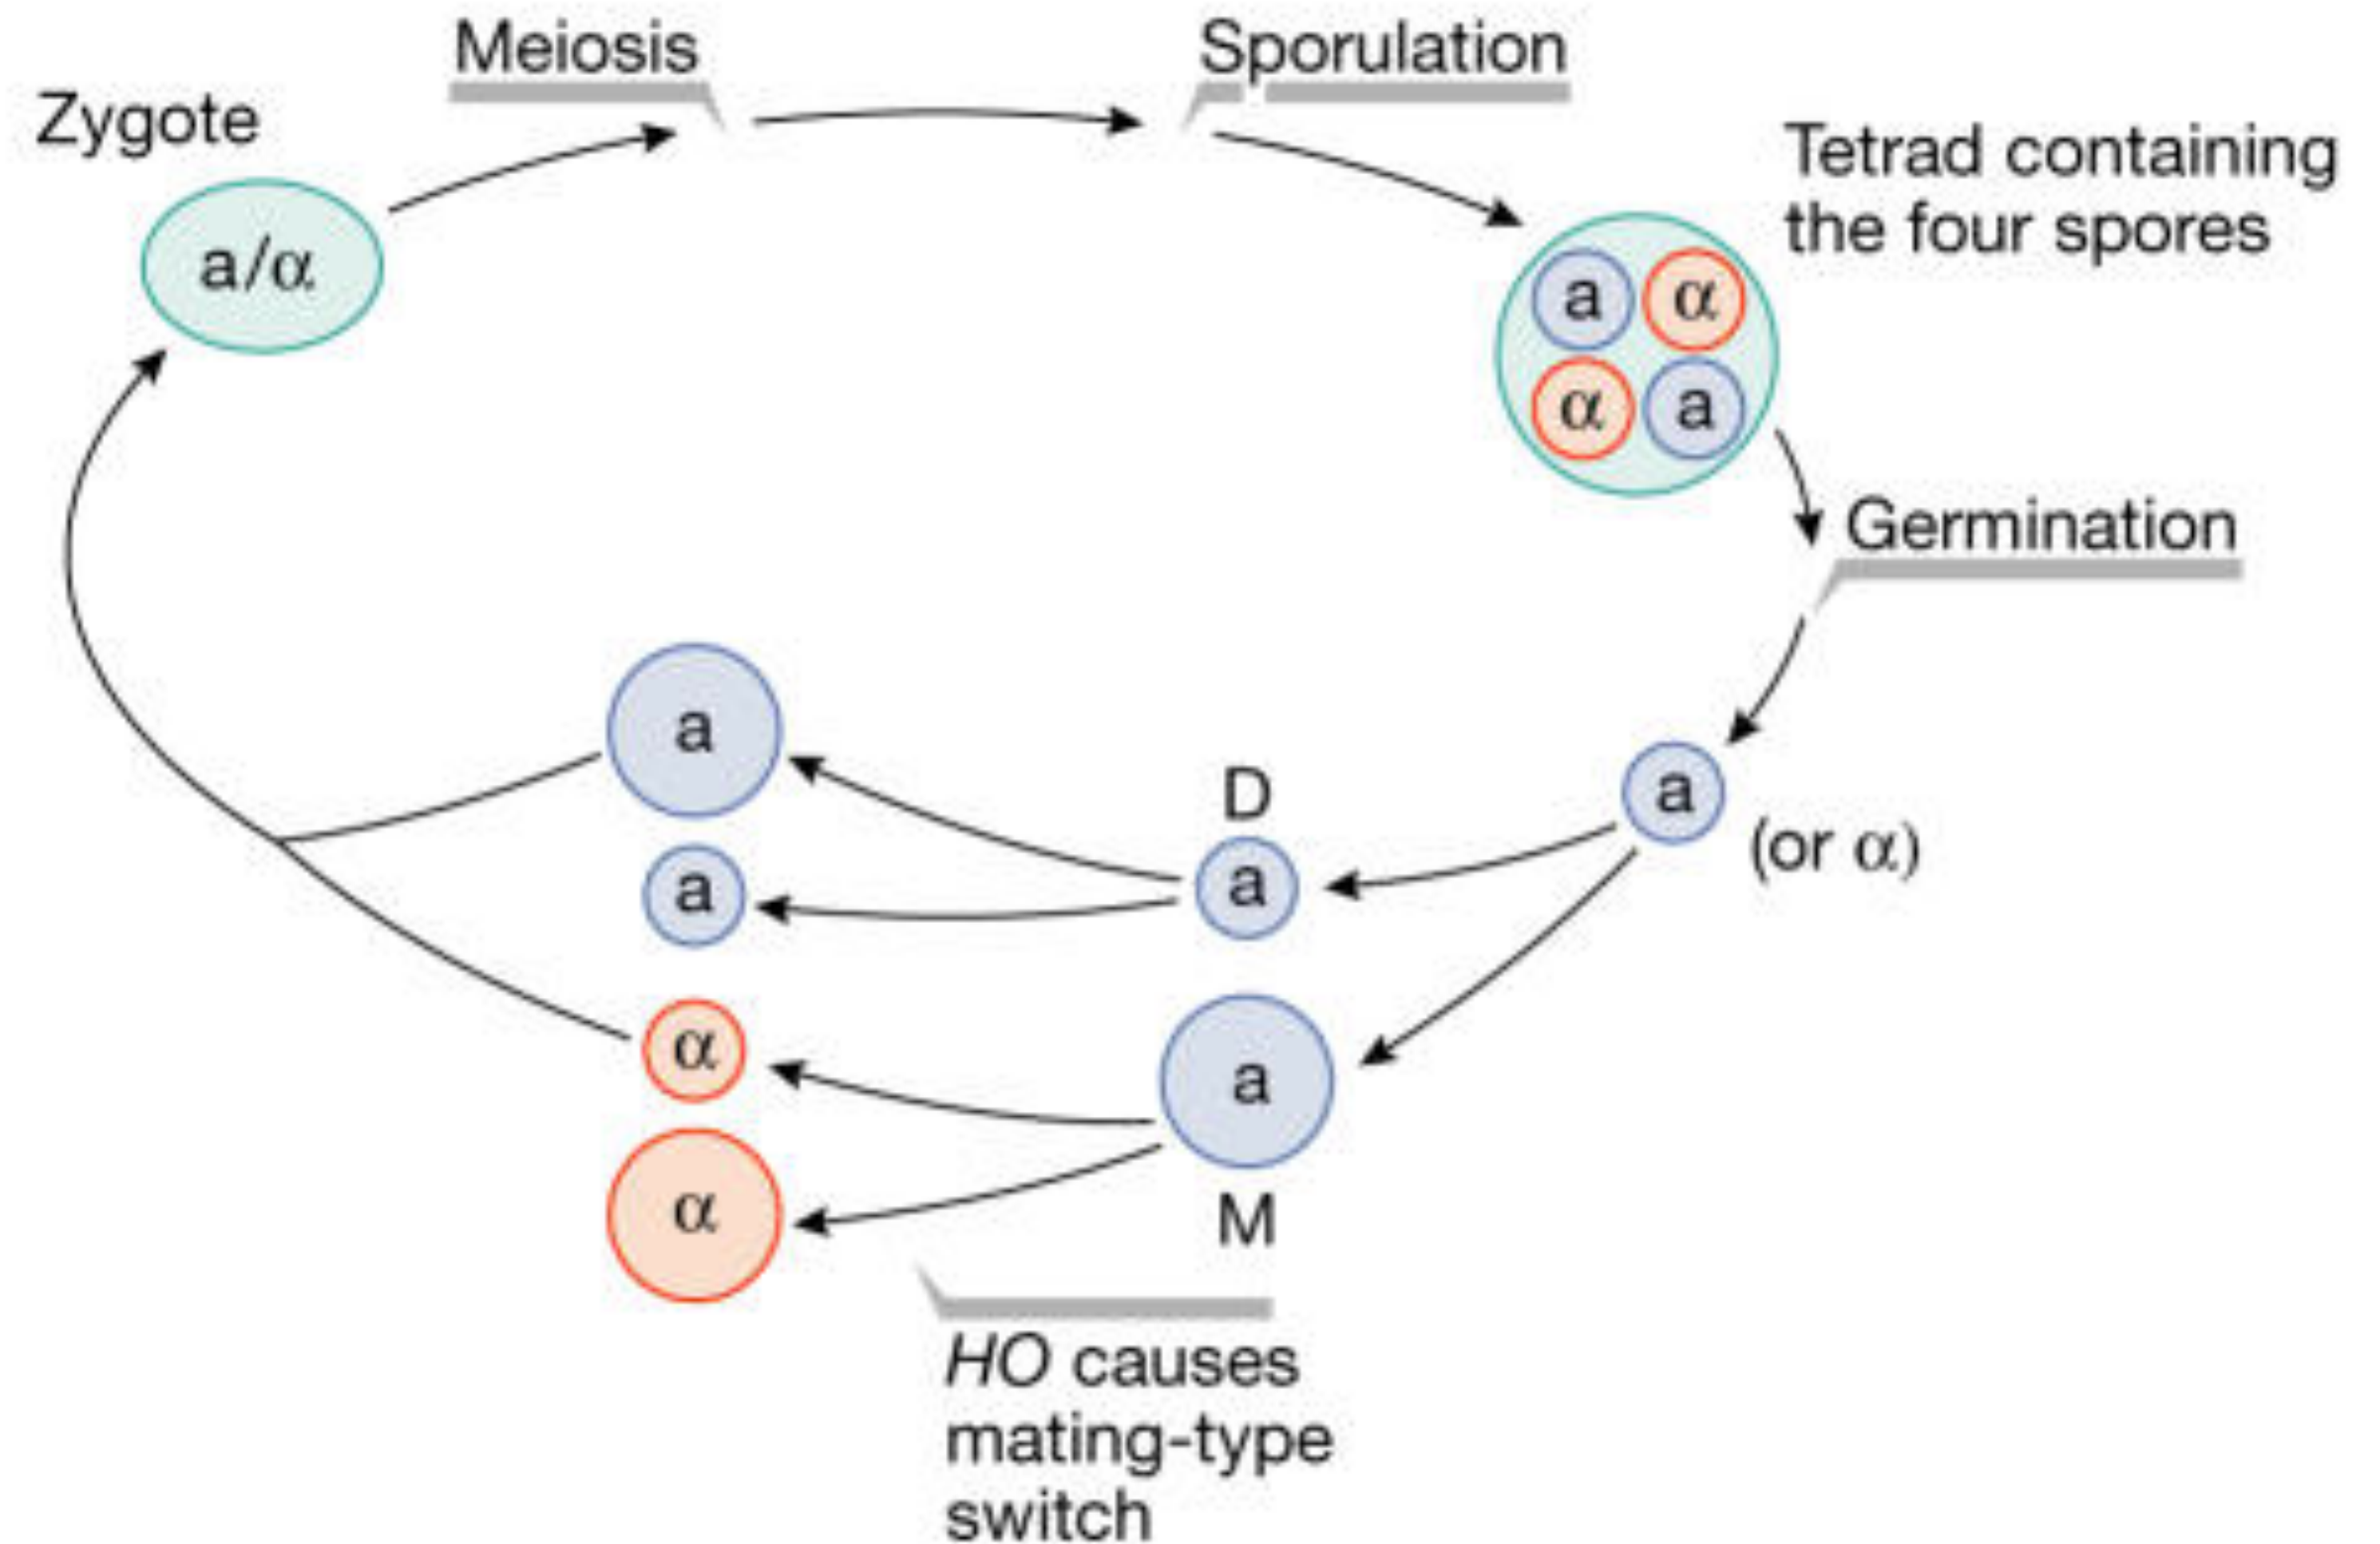 Meiosis
Sporulation
Zygote
Tetrad containing
the four spores
a/α
a α
α a
Germination
a
a
(or α)
D
a
a
α
a
α
M
HO causes
mating-type
switch